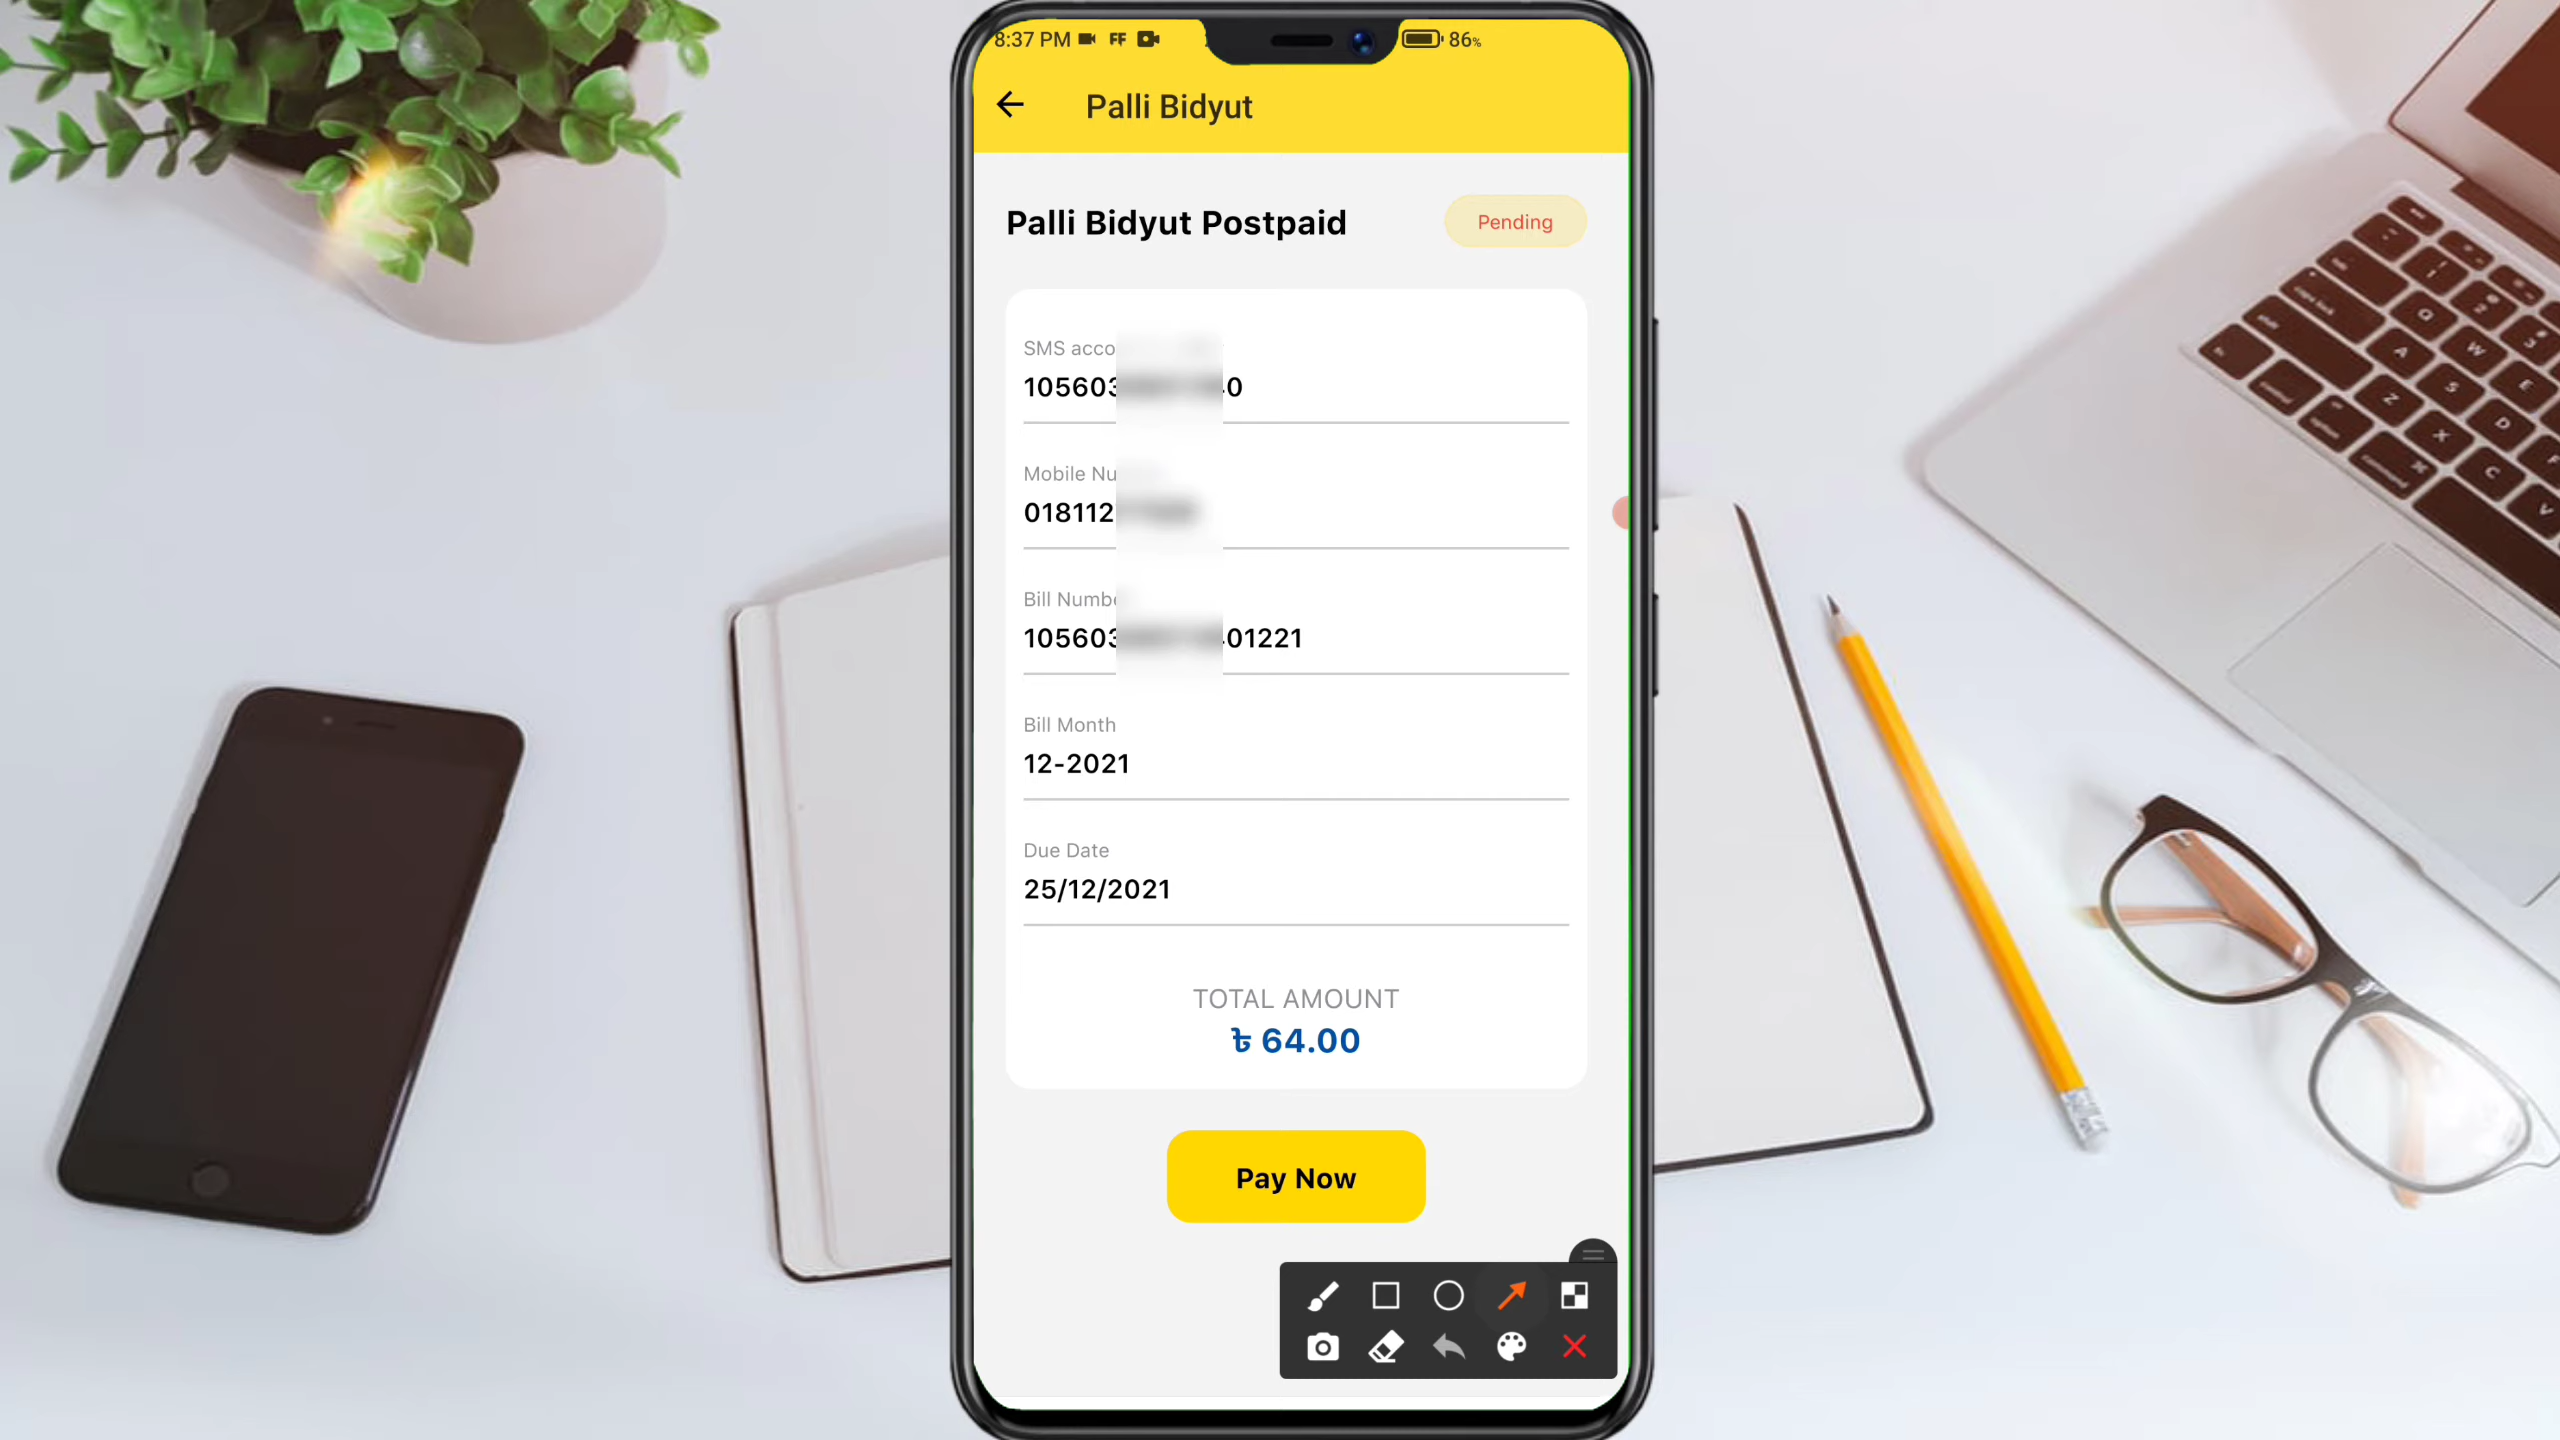 8:37 PM FF 86%
Palli Bidyut
Palli Bidyut Postpaid
Pending
SMS acco
105603 0
Mobile Nu
018112
Bill Numbe
105603 01221
Bill Month
12-2021
Due Date
25/12/2021
TOTAL AMOUNT
৳ 64.00
Pay Now